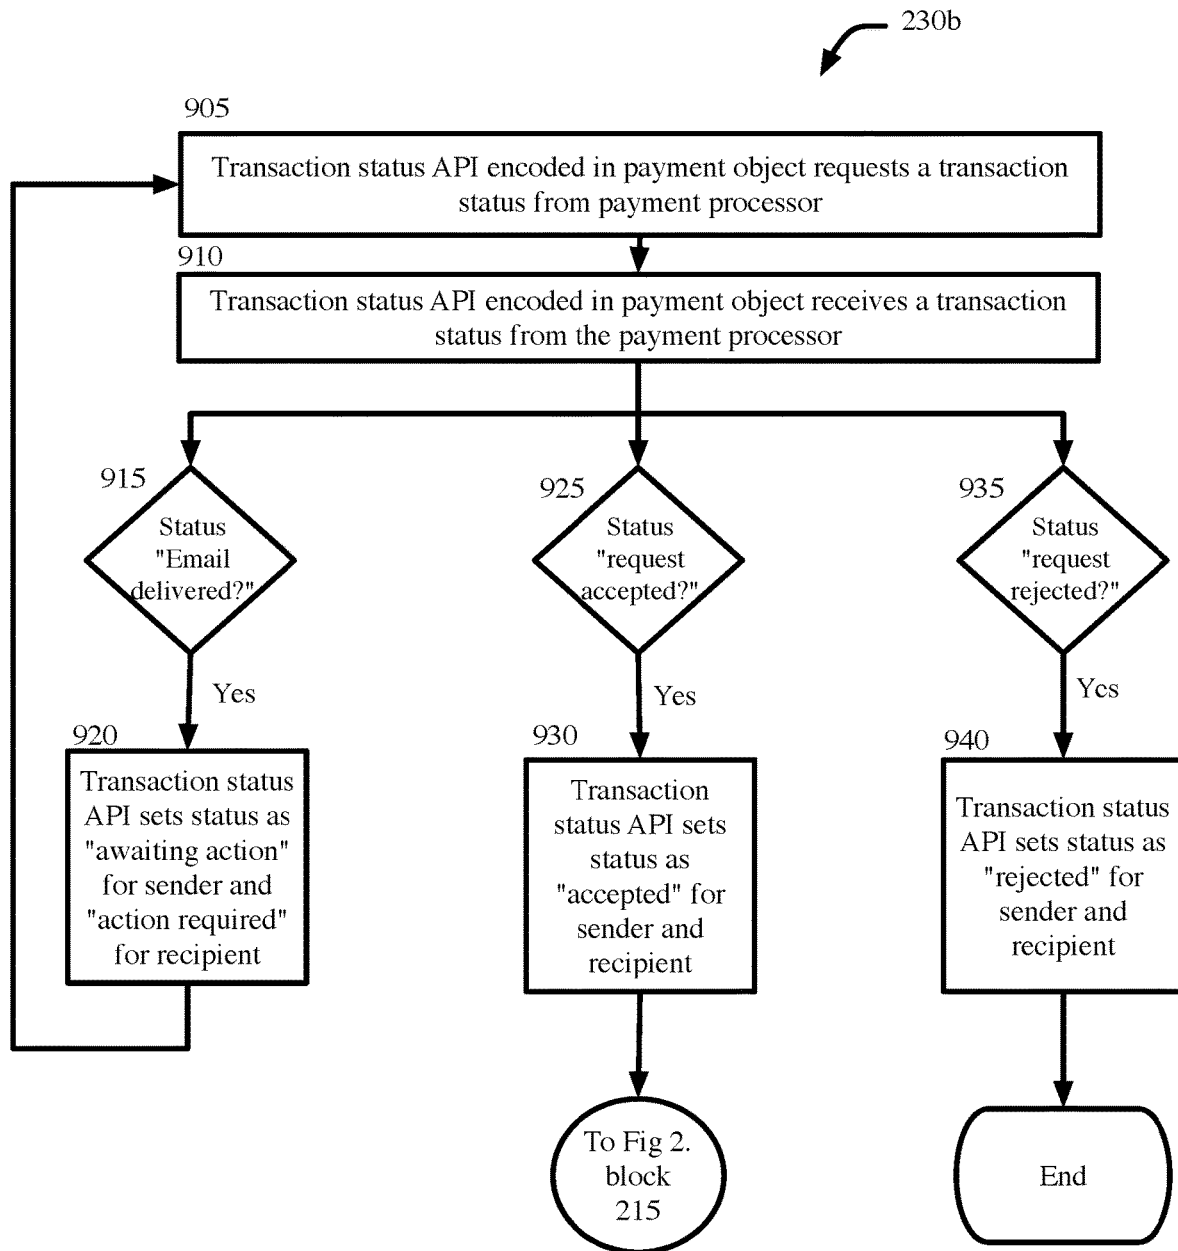 230b
905
Transaction status API encoded in payment object requests a transaction
status from payment processor
910
Transaction status API encoded in payment object receives a transaction
status from the payment processor
915
Status
"Email
delivered?"
925
Status
"request
accepted?"
935
Status
"request
rejected?"
Yes
Yes
Yes
920
Transaction status
API sets status as
"awaiting action"
for sender and
"action required"
for recipient
930
Transaction
status API sets
status as
"accepted" for
sender and
recipient
940
Transaction status
API sets status as
"rejected" for
sender and
recipient
To Fig 2.
block
215
End